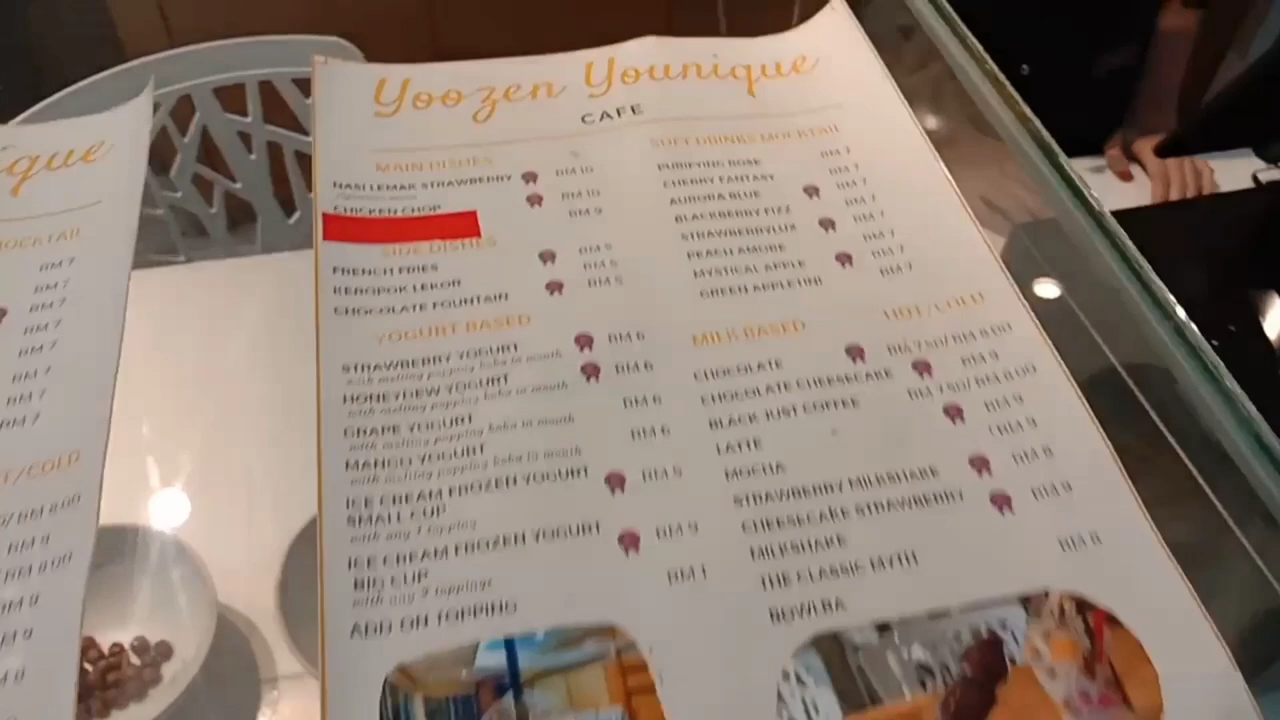 Yoozen Younique
CAFE
MAIN DISHES
NASI LEMAK STRAWBERRY RM 10
CHICKEN CHOP RM 10
RM 9
SIDE DISHES
FRENCH FRIES RM 5
KEROPOK LEKOR RM 5
CHOCOLATE FOUNTAIN RM 5
YOGURT BASED
STRAWBERRY YOGURT RM 6
with melting popping boba in mouth
HONEYDEW YOGURT RM 6
with melting popping boba in mouth
GRAPE YOGURT RM 6
with melting popping boba in mouth
MANGO YOGURT RM 6
with melting popping boba in mouth
ICE CREAM FROZEN YOGURT RM 5
SMALL CUP
with any 1 topping
ICE CREAM FROZEN YOGURT RM 9
BIG CUP
with any 2 toppings
ADD ON TOPPING RM 1
SOFT DRINKS MOCKTAIL
PURIFYING ROSE RM 7
CHERRY FANTASY RM 7
AURORA BLUE RM 7
BLACKBERRY FIZZ RM 7
STRAWBERRYLUX RM 7
PEACH AMORE RM 7
MYSTICAL APPLE RM 7
GREEN APPLETINI RM 7
MILK BASED HOT/COLD
CHOCOLATE RM 7.50/ RM 8.00
CHOCOLATE CHEESECAKE RM 9
BLACK JUST COFFEE RM 7.50/ RM 8.00
LATTE RM 9
MOCHA RM 9
STRAWBERRY MILKSHAKE RM 8
CHEESECAKE STRAWBERRY RM 9
MILKSHAKE
THE CLASSIC MYTH RM 8
ique
MOCKTAIL
RM 7
RM 7
RM 7
RM 7
RM 7
RM 7
RM 7
T/COLD
0/ RM 8.00
RM 9
/ RM 8.00
RM 9
RM 9